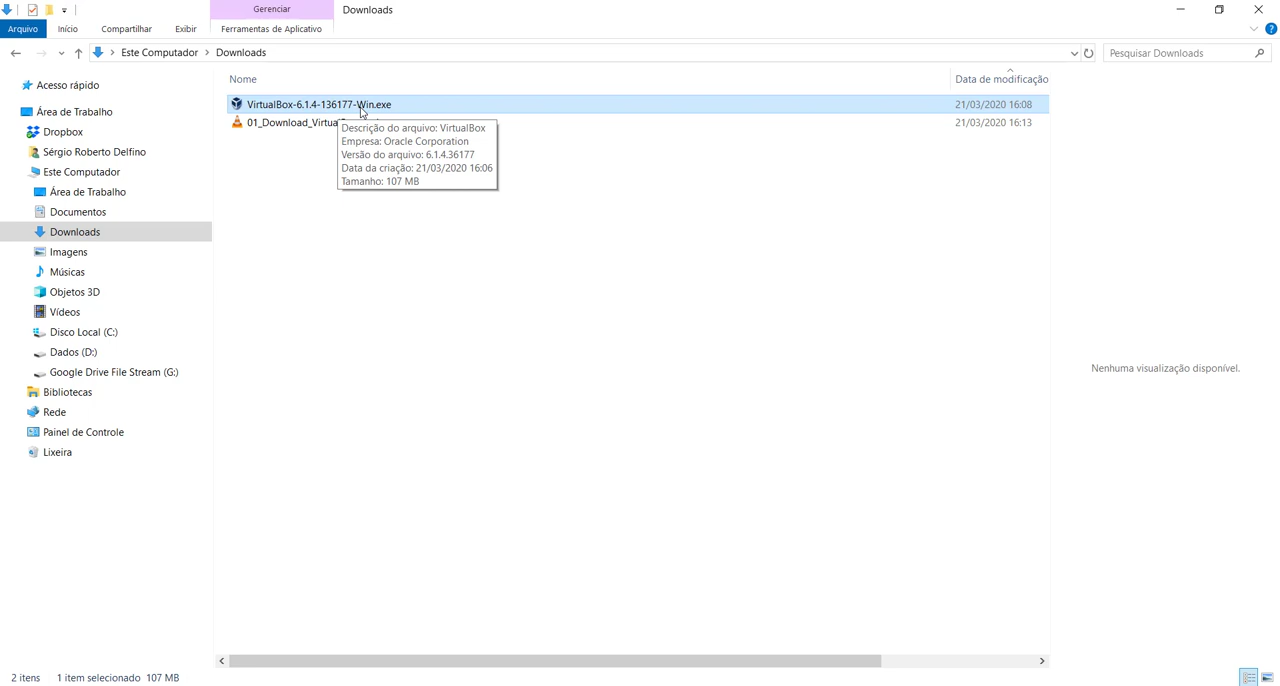 Gerenciar
Downloads
Arquivo
Início
Compartilhar
Exibir
Ferramentas de Aplicativo
Este Computador
Downloads
Pesquisar Downloads
Acesso rápido
Área de Trabalho
Dropbox
Sérgio Roberto Delfino
Este Computador
Área de Trabalho
Documentos
Downloads
Imagens
Músicas
Objetos 3D
Vídeos
Disco Local (C:)
Dados (D:)
Google Drive File Stream (G:)
Bibliotecas
Rede
Painel de Controle
Lixeira
Nome
Data de modificação
VirtualBox-6.1.4-136177-Win.exe
21/03/2020 16:08
01_Download_Virtual
21/03/2020 16:13
Descrição do arquivo: VirtualBox
Empresa: Oracle Corporation
Versão do arquivo: 6.1.4.36177
Data da criação: 21/03/2020 16:06
Tamanho: 107 MB
Nenhuma visualização disponível.
2 itens
1 item selecionado 107 MB